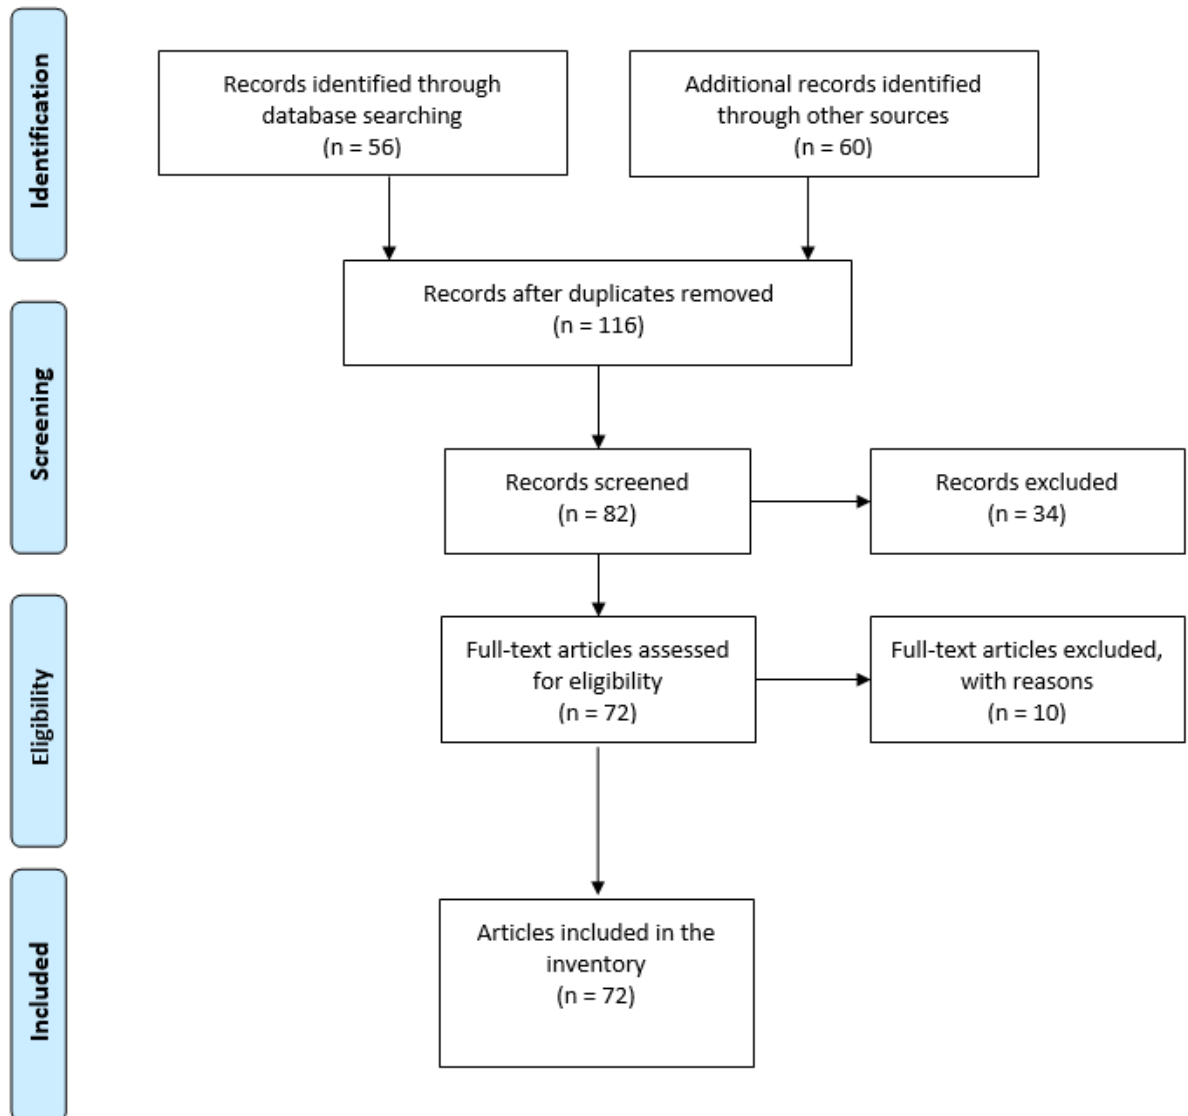 Identification
Records identified through
database searching
(n = 56)
Additional records identified
through other sources
(n = 60)
Records after duplicates removed
(n = 116)
Screening
Records screened
(n = 82)
Records excluded
(n = 34)
Eligibility
Full-text articles assessed
for eligibility
(n = 72)
Full-text articles excluded,
with reasons
(n = 10)
Included
Articles included in the
inventory
(n = 72)